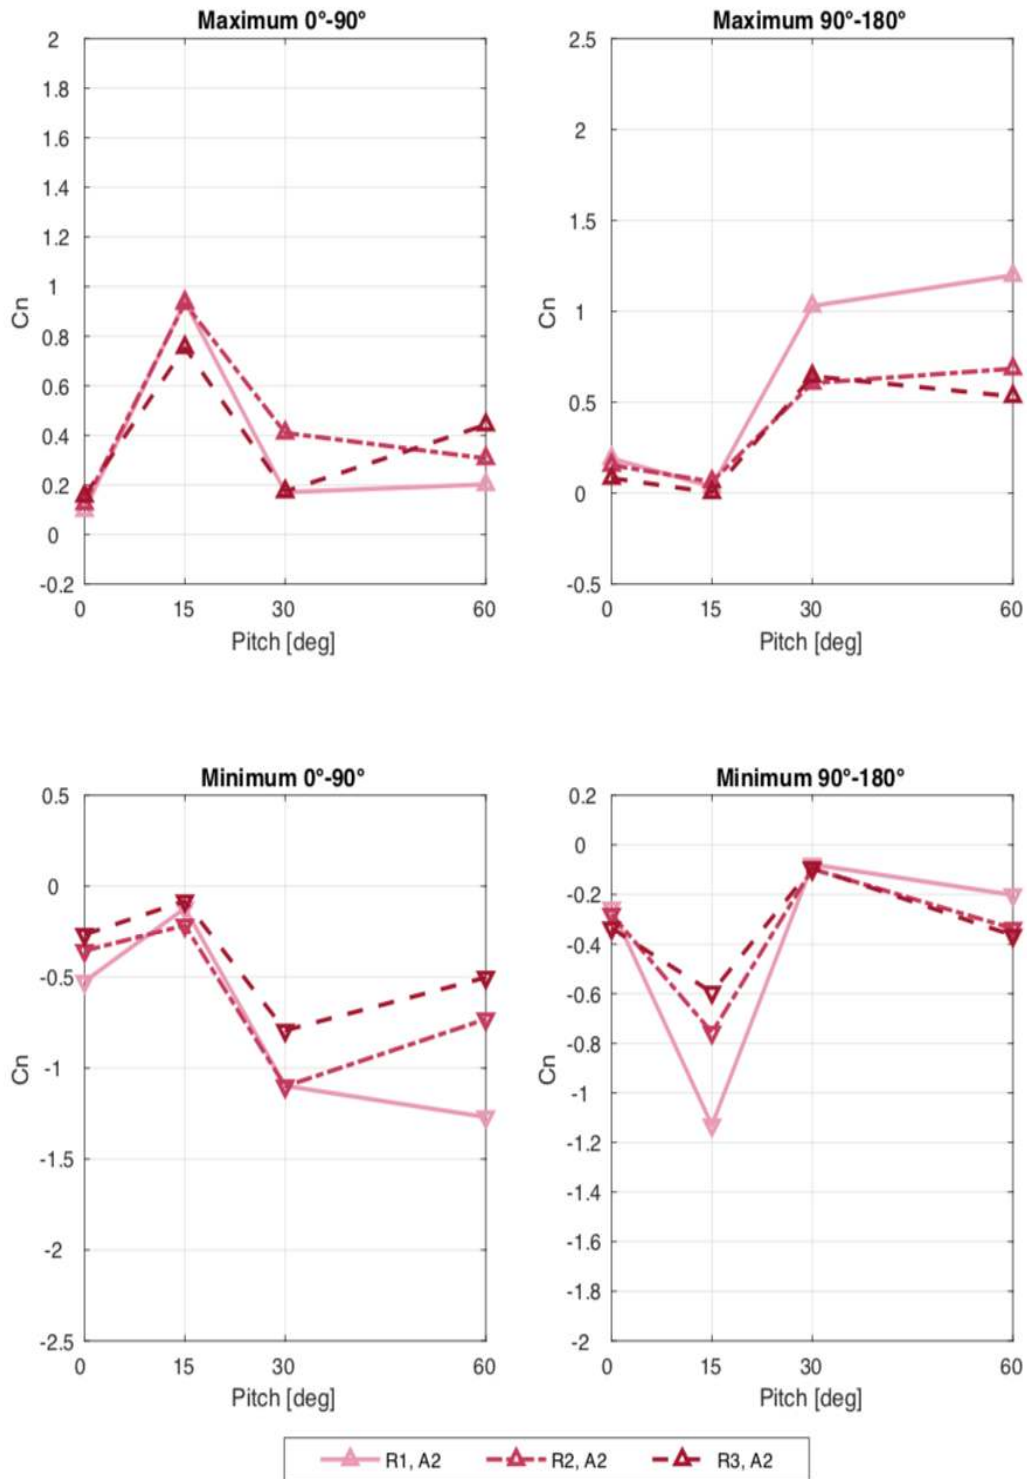 Maximum 0°-90°
2
1.8
1.6
1.4
1.2
1
0.8
0.6
0.4
0.2
0
-0.2
Cn
0 15 30 60
Pitch [deg]
Maximum 90°-180°
2.5
2
1.5
1
0.5
0
-0.5
Cn
0 15 30 60
Pitch [deg]
Minimum 0°-90°
0.5
0
-0.5
-1
-1.5
-2
-2.5
Cn
0 15 30 60
Pitch [deg]
Minimum 90°-180°
0.2
0
-0.2
-0.4
-0.6
-0.8
-1
-1.2
-1.4
-1.6
-1.8
-2
Cn
0 15 30 60
Pitch [deg]
R1, A2 R2, A2 R3, A2